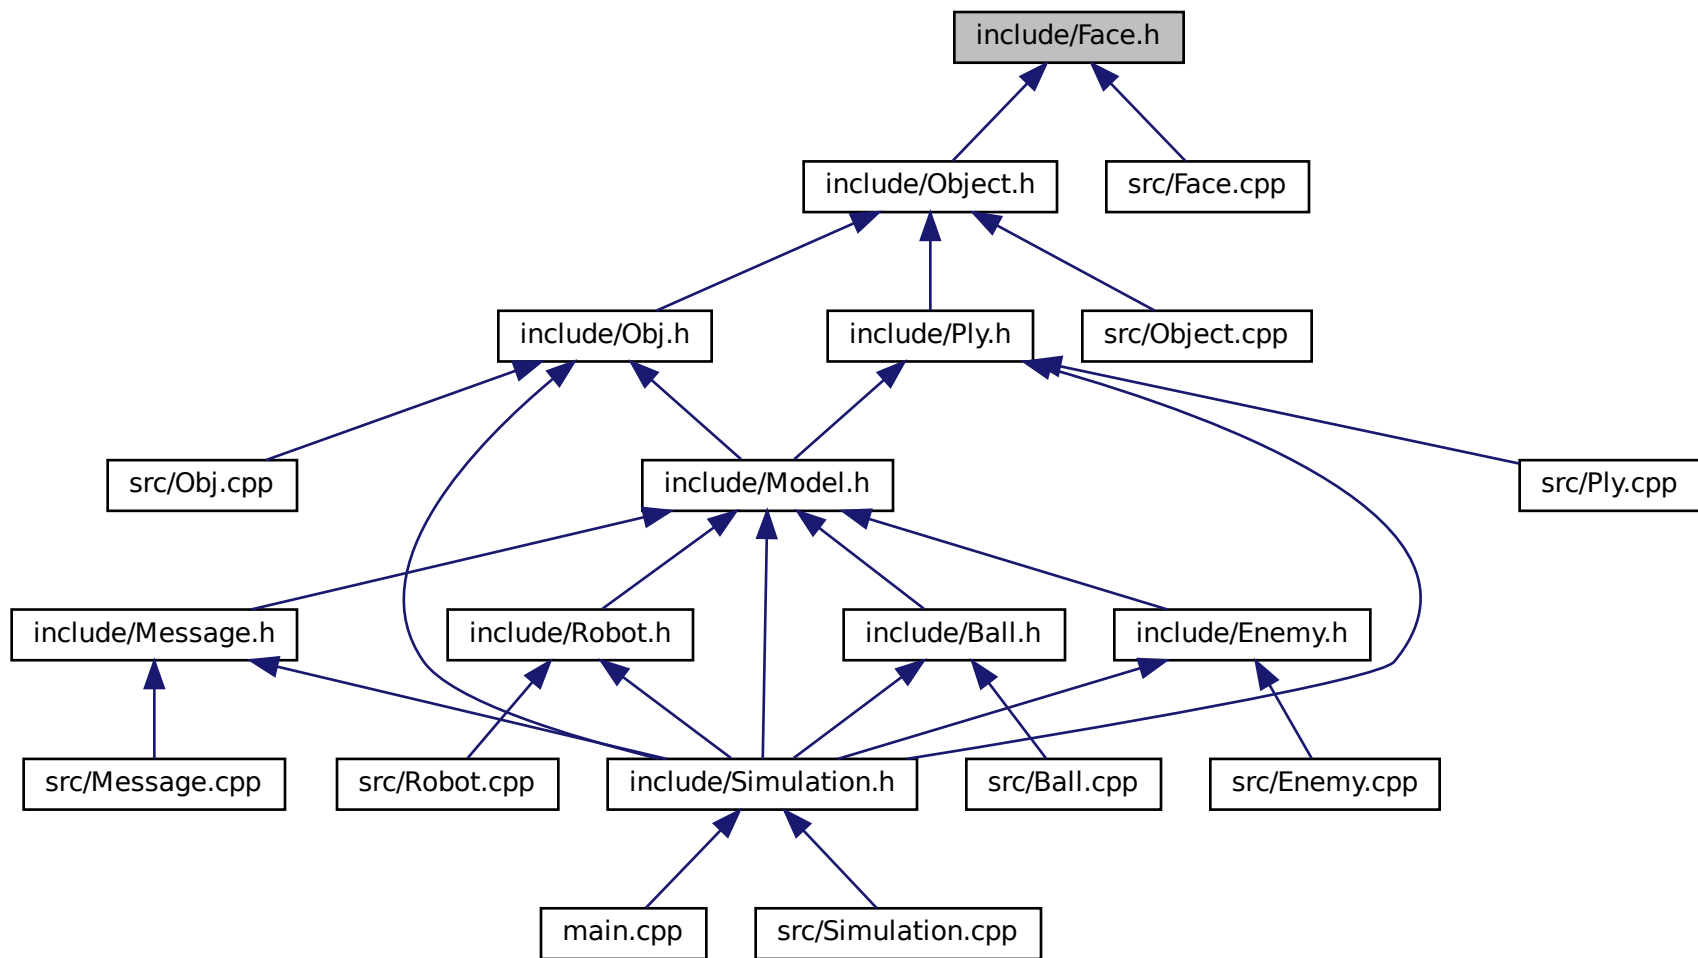 include/Face.h
include/Object.h
src/Face.cpp
include/Obj.h
include/Ply.h
src/Object.cpp
src/Obj.cpp
include/Model.h
src/Ply.cpp
include/Message.h
include/Robot.h
include/Ball.h
include/Enemy.h
src/Message.cpp
src/Robot.cpp
include/Simulation.h
src/Ball.cpp
src/Enemy.cpp
main.cpp
src/Simulation.cpp